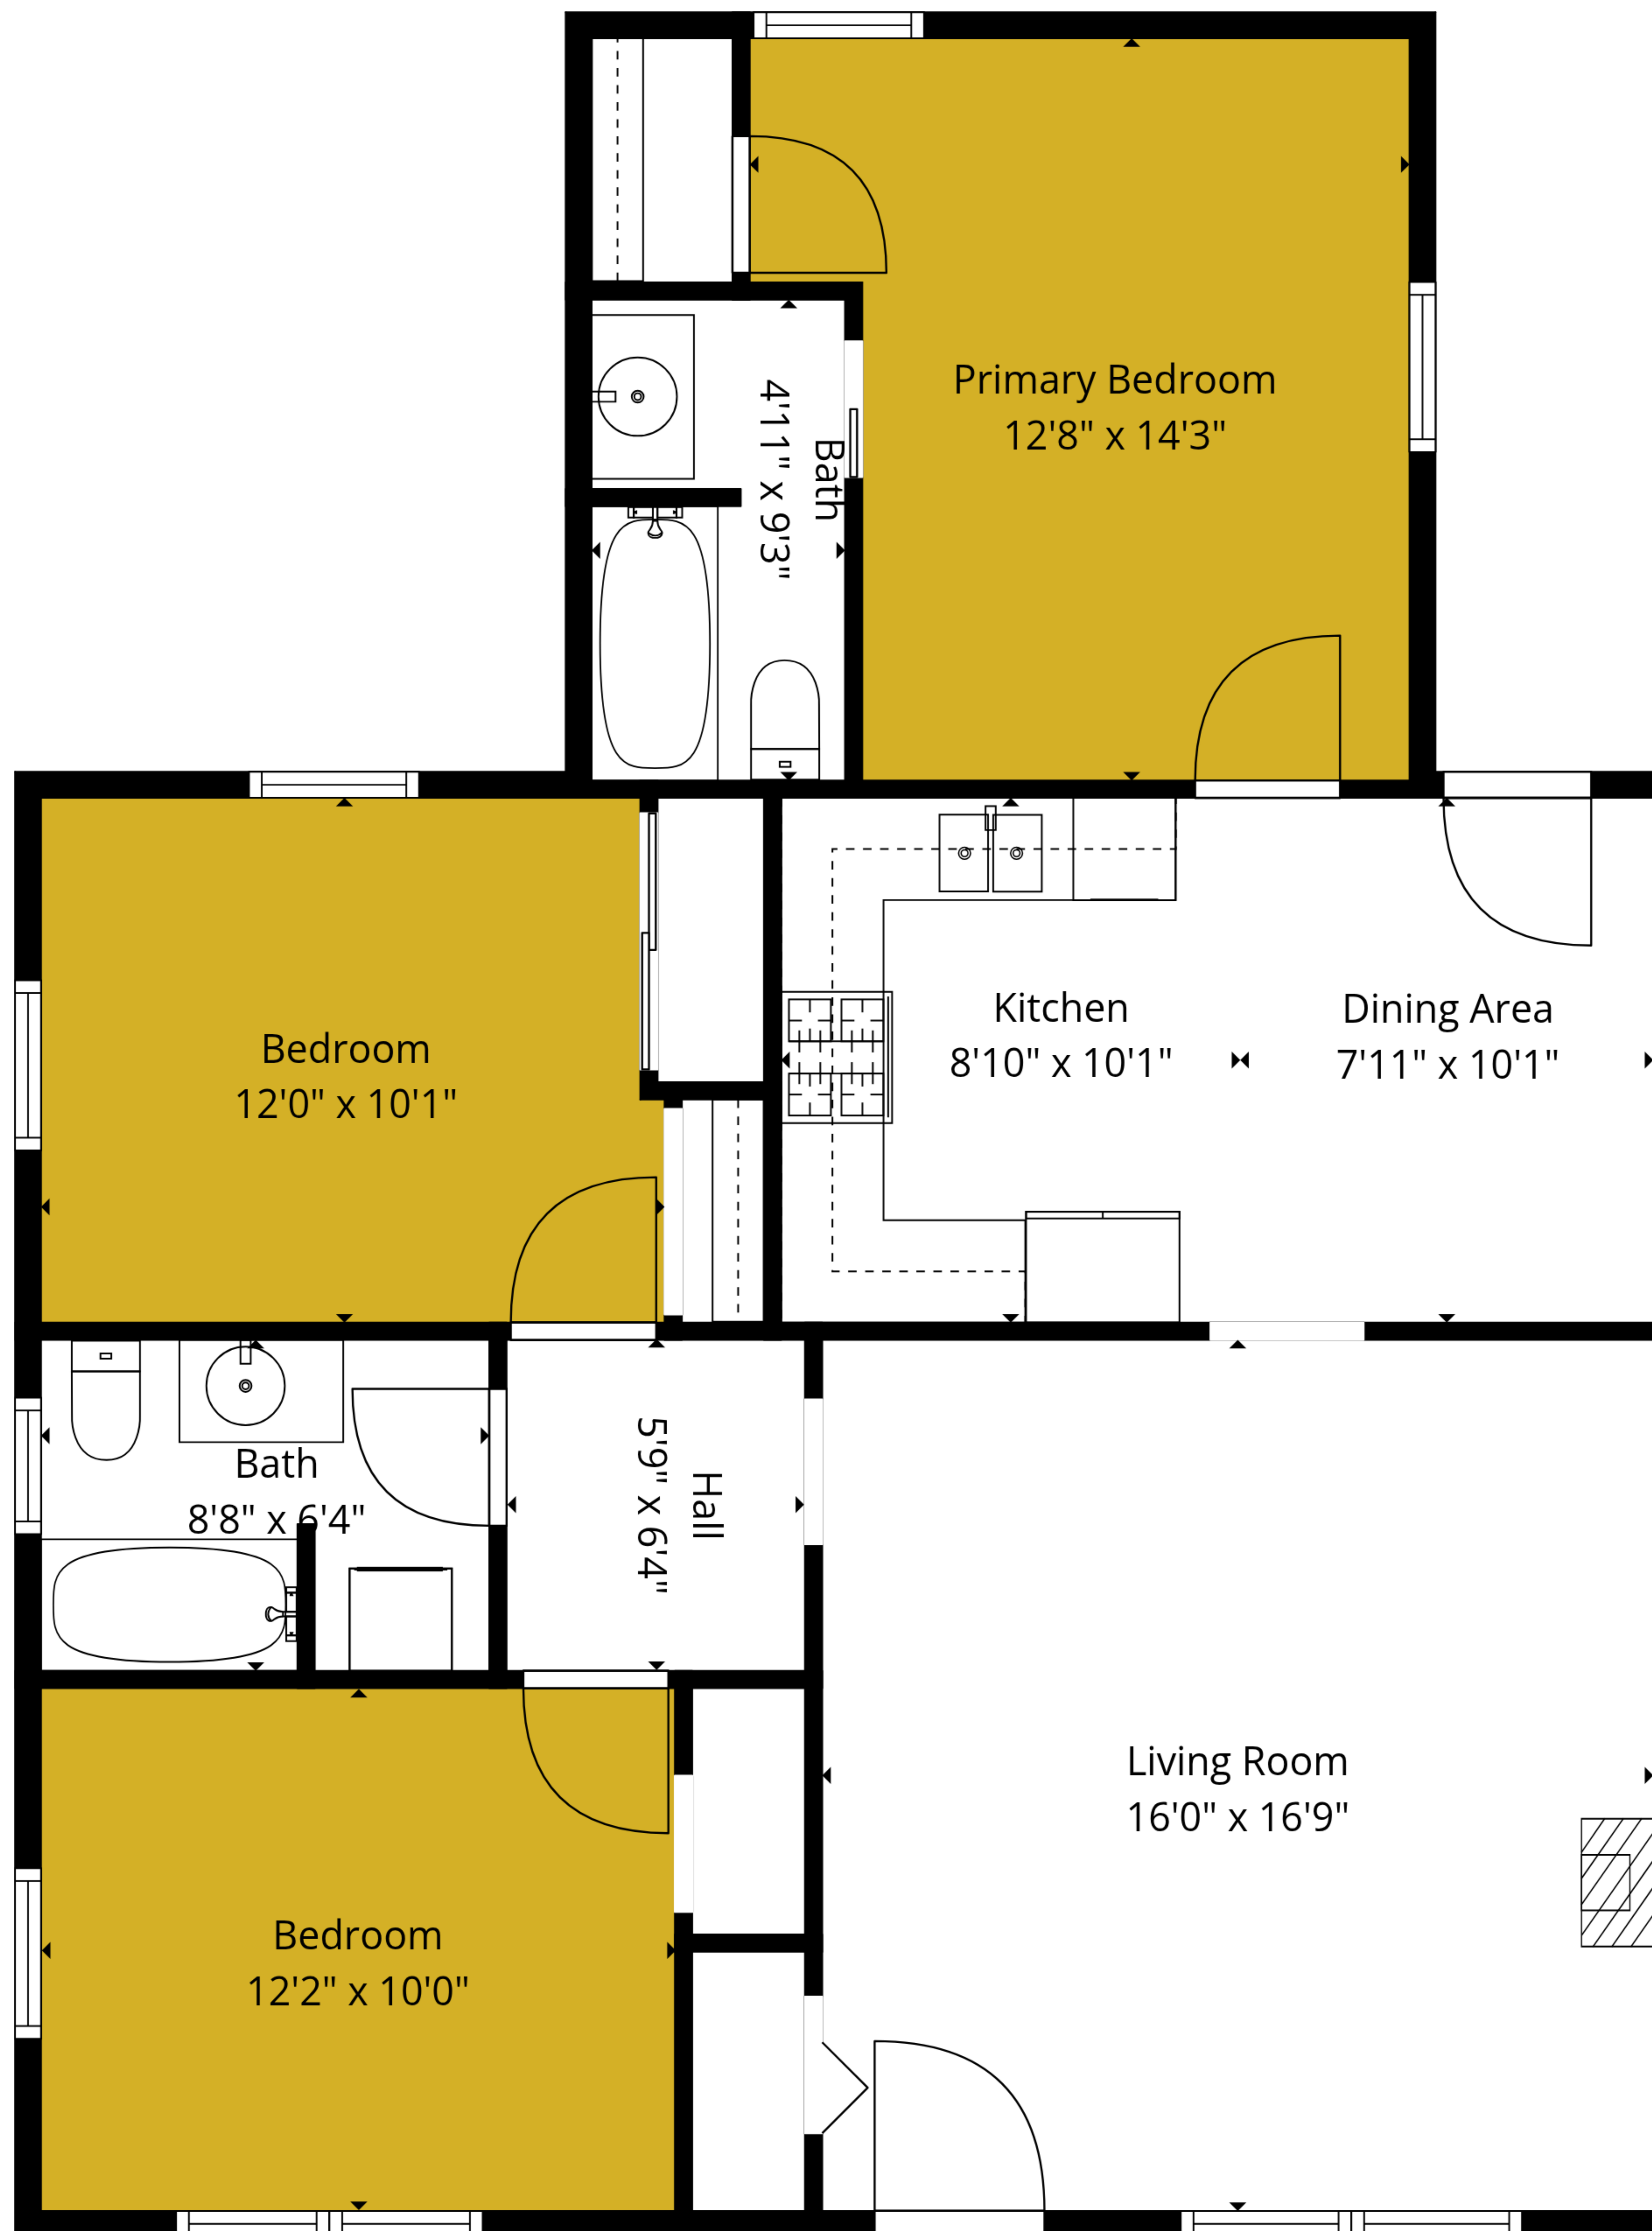 Primary Bedroom
12'8" x 14'3"
Bath
4'11" x 9'3"
Bedroom
12'0" x 10'1"
Kitchen
8'10" x 10'1"
Dining Area
7'11" x 10'1"
Bath
8'8" x 6'4"
Hall
5'9" x 6'4"
Living Room
16'0" x 16'9"
Bedroom
12'2" x 10'0"